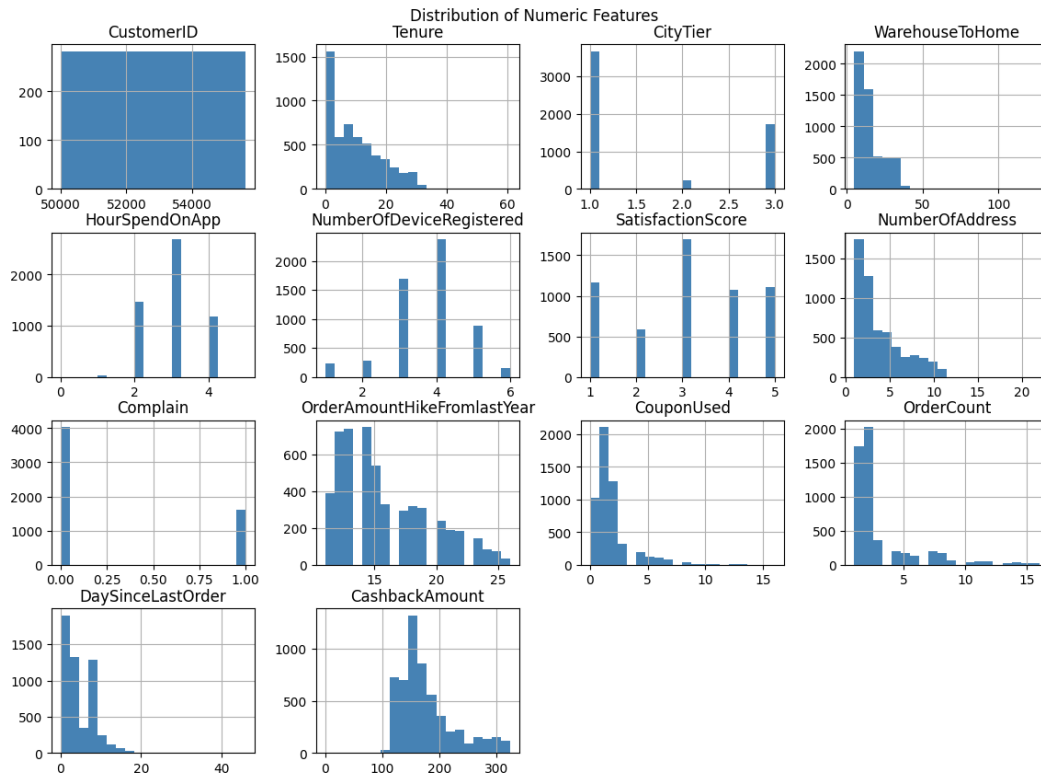 Distribution of Numeric Features
CustomerID
Tenure
CityTier
WarehouseToHome
200
100
0
50000 52000 54000
1500
1000
500
0
0 20 40 60
3000
2000
1000
0
1.0 1.5 2.0 2.5 3.0
2000
1500
1000
500
0
0 50 100
HourSpendOnApp
NumberOfDeviceRegistered
SatisfactionScore
NumberOfAddress
2000
1000
0
0 2 4
2000
1500
1000
500
0
2 4 6
1500
1000
500
0
1 2 3 4 5
1500
1000
500
0
0 5 10 15 20
Complain
OrderAmountHikeFromlastYear
CouponUsed
OrderCount
4000
3000
2000
1000
0
0.00 0.25 0.50 0.75 1.00
600
400
200
0
15 20 25
2000
1500
1000
500
0
0 5 10 15
2000
1500
1000
500
0
5 10 15
DaySinceLastOrder
CashbackAmount
1500
1000
500
0
0 20 40
1000
500
0
0 100 200 300